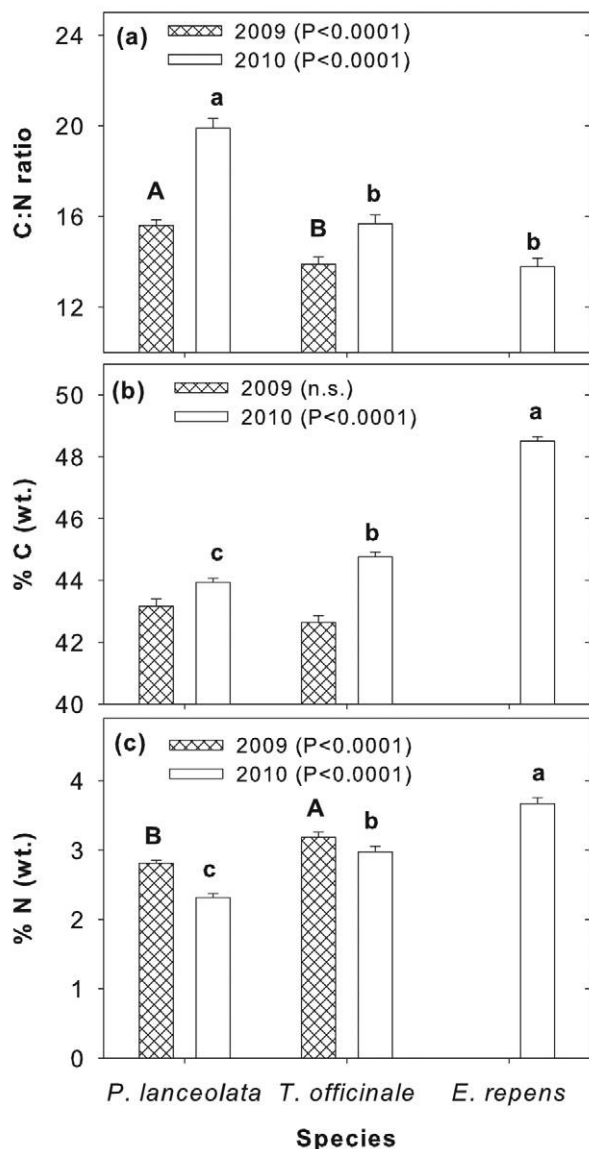 (a)
2009 (P<0.0001)
2010 (P<0.0001)
24
20
16
12
C:N ratio
A
a
B
b
b
(b)
2009 (n.s.)
2010 (P<0.0001)
50
48
46
44
42
40
% C (wt.)
c
b
a
(c)
2009 (P<0.0001)
2010 (P<0.0001)
4
3
2
1
0
% N (wt.)
B
c
A
b
a
P. lanceolata T. officinale E. repens
Species